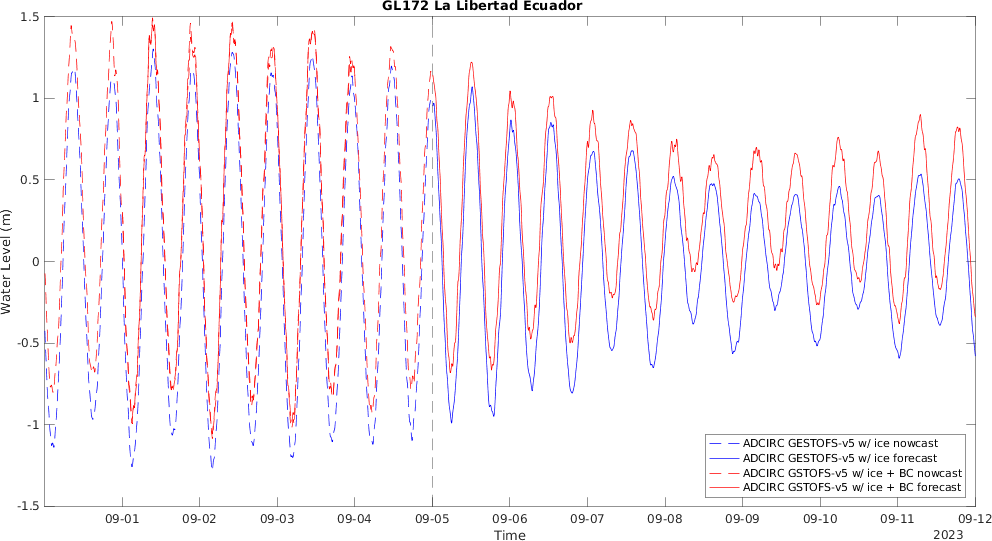 GL172 La Libertad Ecuador
1.5
1
0.5
0
-0.5
-1
-1.5
Water Level (m)
09-01 09-02 09-03 09-04 09-05 09-06 09-07 09-08 09-09 09-10 09-11 09-12
Time
2023
ADCIRC GESTOFS-v5 w/ ice nowcast
ADCIRC GESTOFS-v5 w/ ice forecast
ADCIRC GSTOFS-v5 w/ ice + BC nowcast
ADCIRC GSTOFS-v5 w/ ice + BC forecast